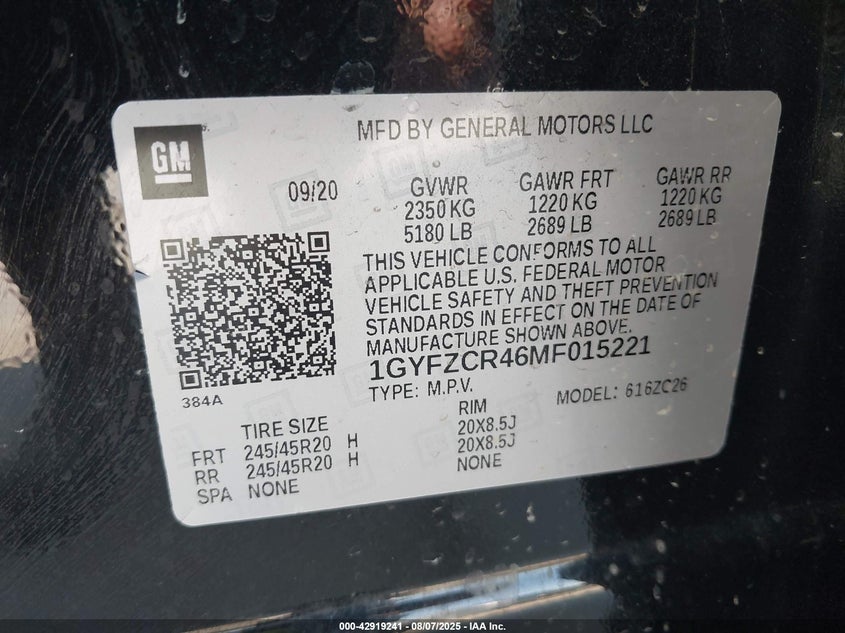 GM
MFD BY GENERAL MOTORS LLC
09/20
GVWR GAWR FRT GAWR RR
2350 KG 1220 KG 1220 KG
5180 LB 2689 LB 2689 LB
THIS VEHICLE CONFORMS TO ALL
APPLICABLE U.S. FEDERAL MOTOR
VEHICLE SAFETY AND THEFT PREVENTION
STANDARDS IN EFFECT ON THE DATE OF
MANUFACTURE SHOWN ABOVE.
1GYFZCR46MF015221
TYPE: M.P.V. MODEL: 616ZC26
384A
TIRE SIZE RIM
FRT 245/45R20 H 20X8.5J
RR 245/45R20 H 20X8.5J
SPA NONE NONE
000-42919241 - 08/07/2025 - IAA Inc.